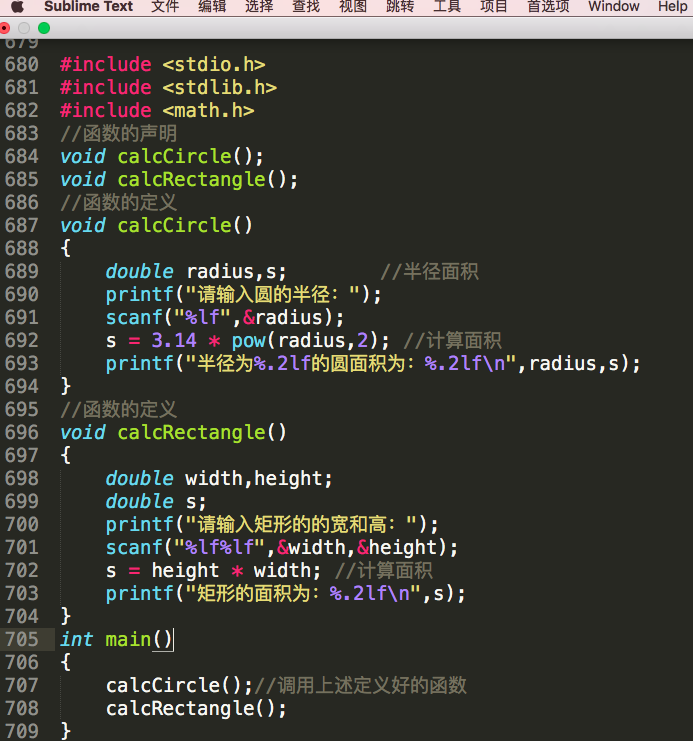 Sublime Text 文件 编辑 选择 查找 视图 跳转 工具 项目 首选项 Window Help
679
680 #include <stdio.h>
681 #include <stdlib.h>
682 #include <math.h>
683 //函数的声明
684 void calcCircle();
685 void calcRectangle();
686 //函数的定义
687 void calcCircle()
688 {
689     double radius,s;        //半径面积
690     printf("请输入圆的半径：");
691     scanf("%lf",&radius);
692     s = 3.14 * pow(radius,2); //计算面积
693     printf("半径为%.2lf的圆面积为：%.2lf\n",radius,s);
694 }
695 //函数的定义
696 void calcRectangle()
697 {
698     double width,height;
699     double s;
700     printf("请输入矩形的的宽和高：");
701     scanf("%lf%lf",&width,&height);
702     s = height * width; //计算面积
703     printf("矩形的面积为：%.2lf\n",s);
704 }
705 int main()
706 {
707     calcCircle();//调用上述定义好的函数
708     calcRectangle();
709 }